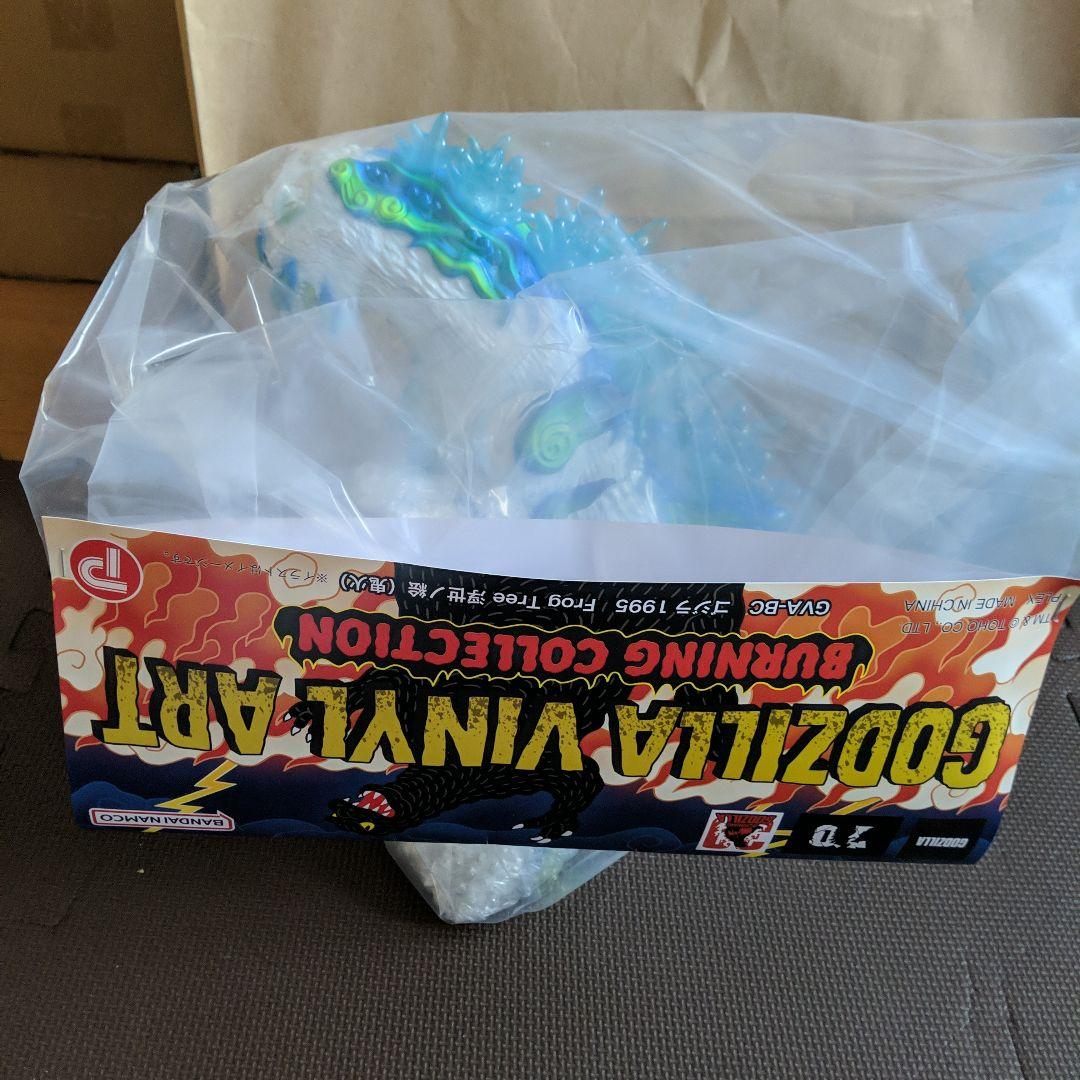 GODZILLA
70
GODZILLA
BANDAI NAMCO
GODZILLA VINYL ART
BURNING COLLECTION
GVA-BC ゴジラ1995 Frog Tree 浮世ノ絵 (鬼火)
TM & © TOHO CO., LTD.
PLEX MADE IN CHINA
※イラストはイメージです。
P